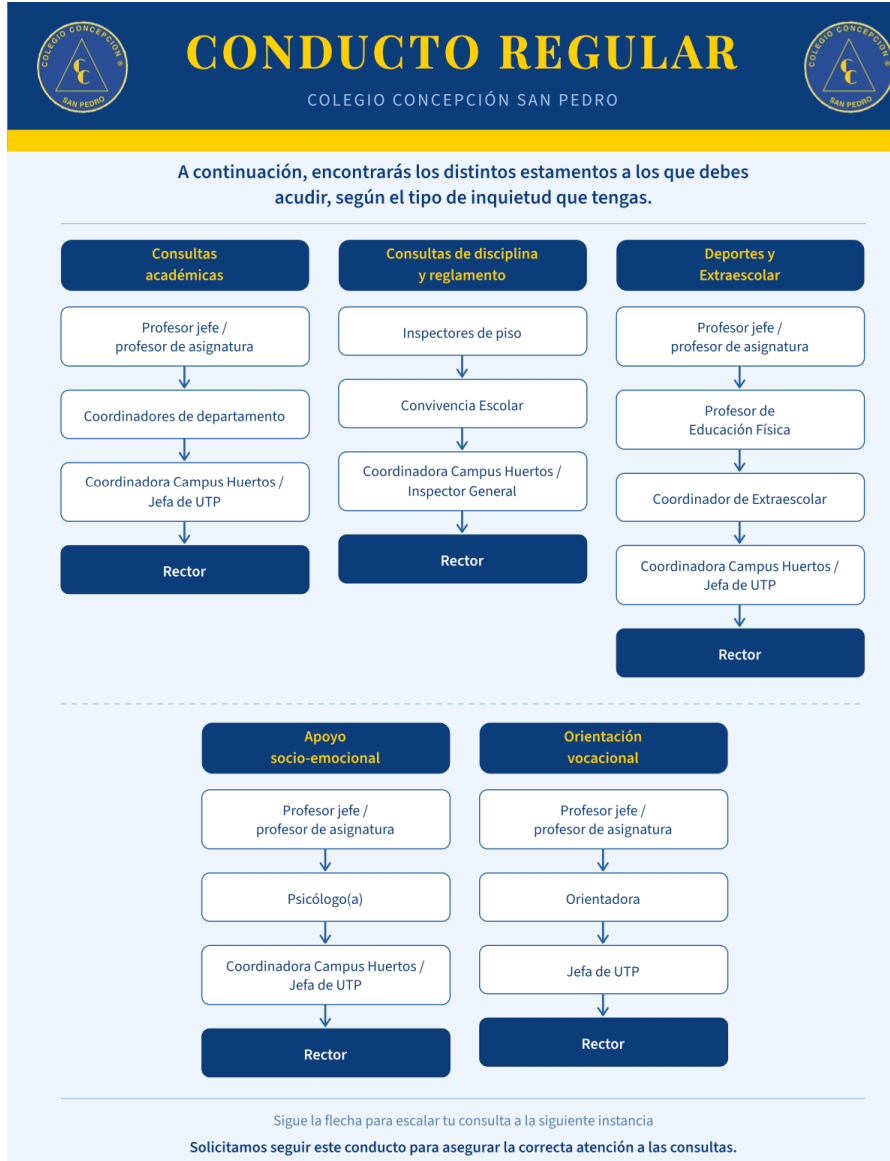 COLEGIO CONCEPCION ®
CC
SAN PEDRO
CONDUCTO REGULAR
COLEGIO CONCEPCIÓN SAN PEDRO
COLEGIO CONCEPCION ®
CC
SAN PEDRO
A continuación, encontrarás los distintos estamentos a los que debes
acudir, según el tipo de inquietud que tengas.
Consultas
académicas
Profesor jefe /
profesor de asignatura
Coordinadores de departamento
Coordinadora Campus Huertos /
Jefa de UTP
Rector
Consultas de disciplina
y reglamento
Inspectores de piso
Convivencia Escolar
Coordinadora Campus Huertos /
Inspector General
Rector
Deportes y
Extraescolar
Profesor jefe /
profesor de asignatura
Profesor de
Educación Física
Coordinador de Extraescolar
Coordinadora Campus Huertos /
Jefa de UTP
Rector
Apoyo
socio-emocional
Profesor jefe /
profesor de asignatura
Psicólogo(a)
Coordinadora Campus Huertos /
Jefa de UTP
Rector
Orientación
vocacional
Profesor jefe /
profesor de asignatura
Orientadora
Jefa de UTP
Rector
Sigue la flecha para escalar tu consulta a la siguiente instancia
Solicitamos seguir este conducto para asegurar la correcta atención a las consultas.